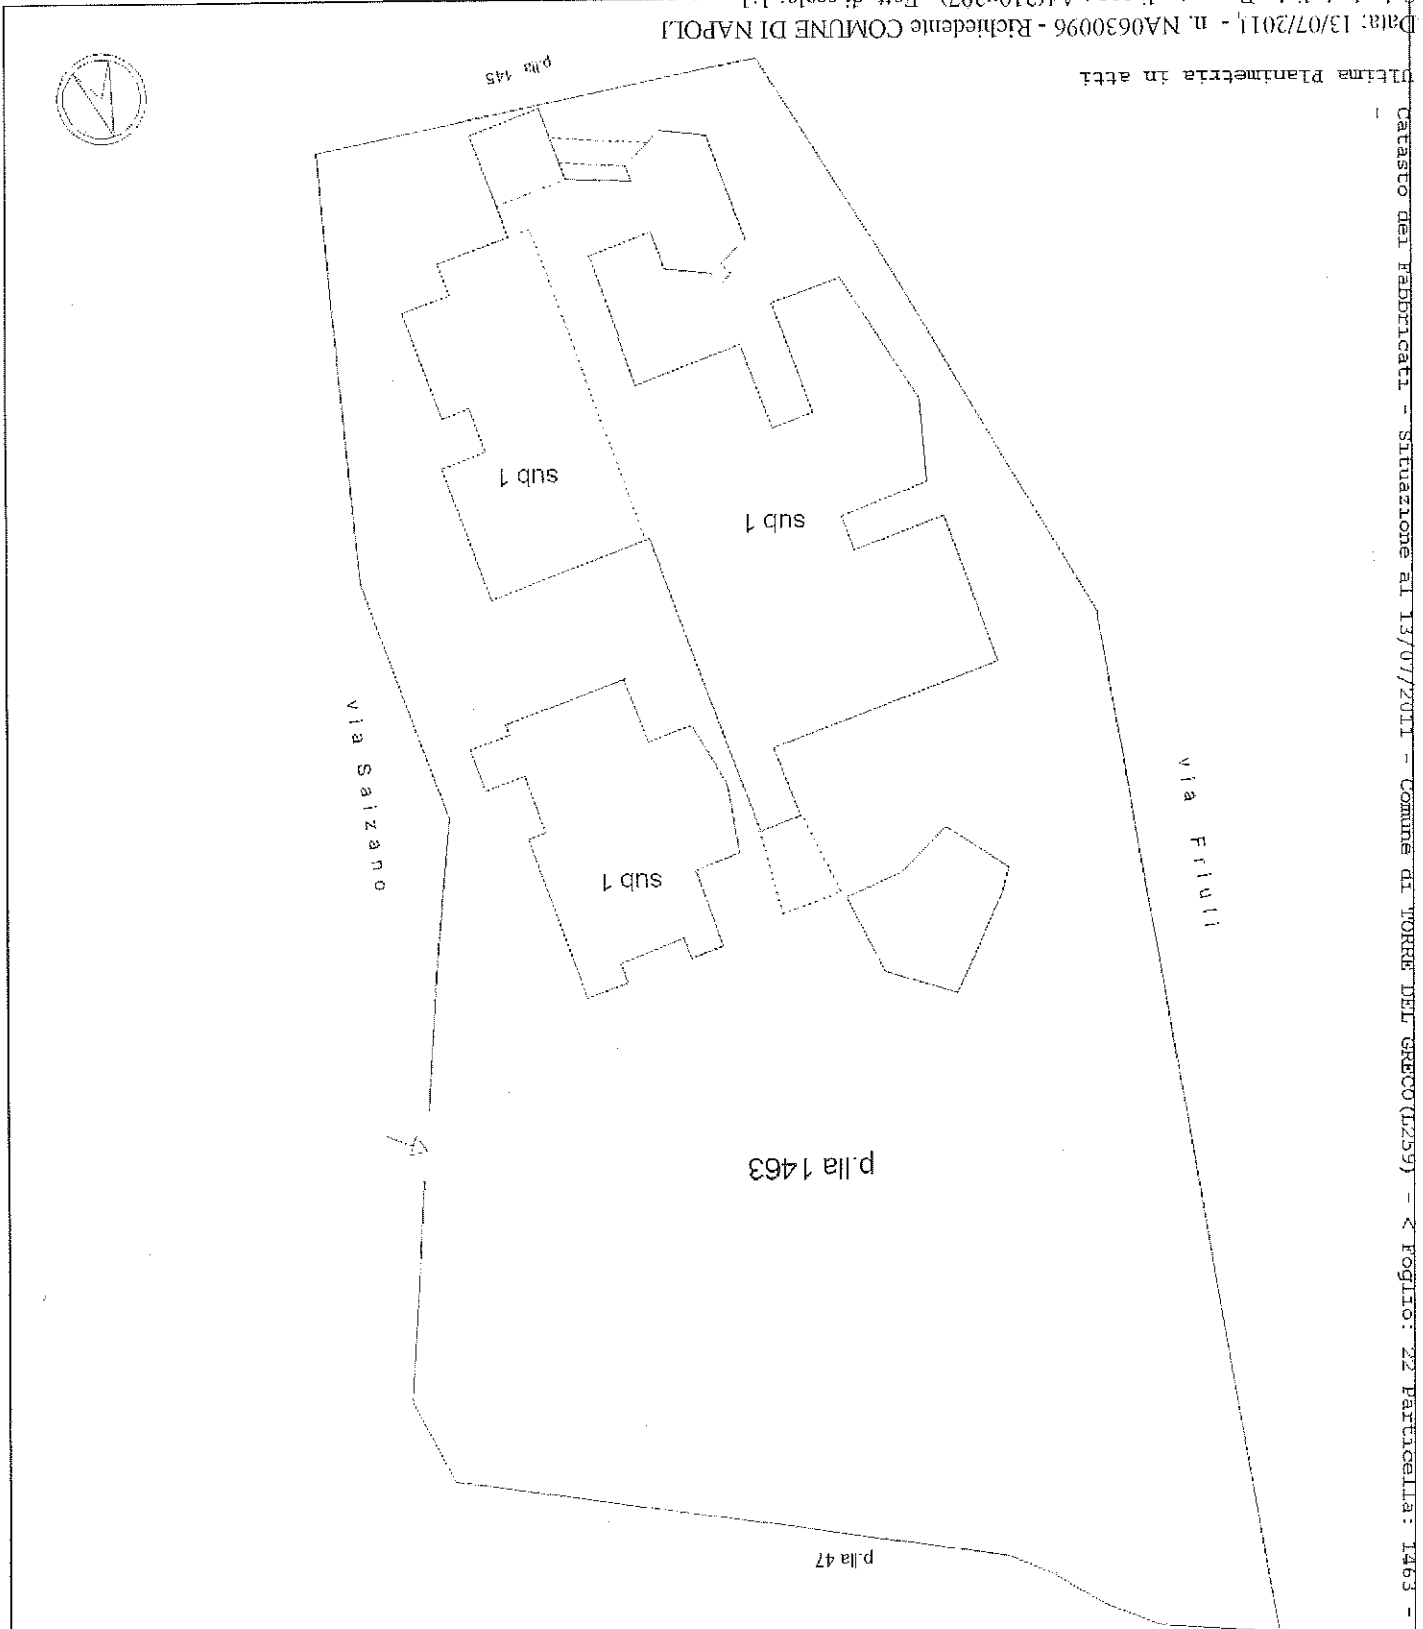 Data: 13/07/2011 - n. NA0630096 - Richiedente COMUNE DI NAPOLI
Ultima Planimetria in atti
Catasto dei Fabbricati - Situazione al 13/07/2011 - Comune di TORRE DEL GRECO (L259) - < Foglio: 22 Particella: 1463 -
p.lla 145
sub 1
sub 1
via Salzano
via Friuli
sub 1
p.lla 1463
p.lla 47